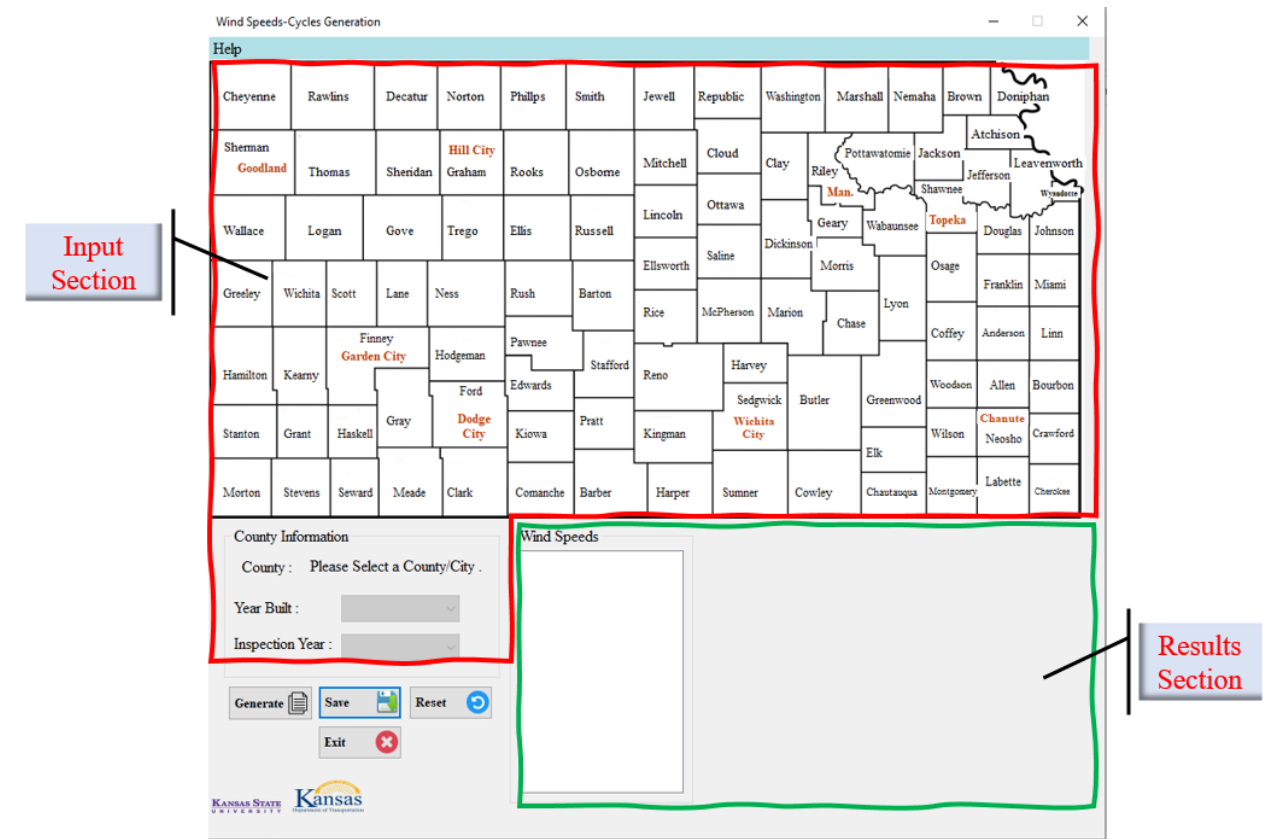 Wind Speeds-Cycles Generation
Help
Cheyenne Rawlins Decatur Norton Phillps Smith Jewell Republic Washington Marshall Nemaha Brown Doniphan
Atchison
Sherman Hill City
Goodland Thomas Sheridan Graham Rooks Osborne Mitchell Cloud Clay Riley Pottawatomie Jackson Jefferson Leavenworth
Man. Shawnee Wyandotte
Wallace Logan Gove Trego Ellis Russell Lincoln Ottawa Geary Wabaunsee Topeka Douglas Johnson
Dickinson
Input
Section
Ellsworth Saline Morris Osage
Greeley Wichita Scott Lane Ness Rush Barton Franklin Miami
Rice McPherson Marion Chase Lyon
Finney
Garden City
Hodgeman Pawnee Coffey Anderson Linn
Hamilton Kearny Stafford Reno Harvey
Ford Edwards Sedgwick Butler Greenwood Woodson Allen Bourbon
Stanton Grant Haskell Gray Dodge
City
Kiowa Pratt Kingman Wichita
City
Wilson Chanute
Neosho Crawford
Elk
Morton Stevens Seward Meade Clark Comanche Barber Harper Sumner Cowley Chautauqua Montgomery Labette Cherokee
County Information
County : Please Select a County/City .
Year Built :
Inspection Year :
Generate Save Reset
Exit
KANSAS STATE
UNIVERSITY
Kansas
Department of Transportation
Wind Speeds
Results
Section